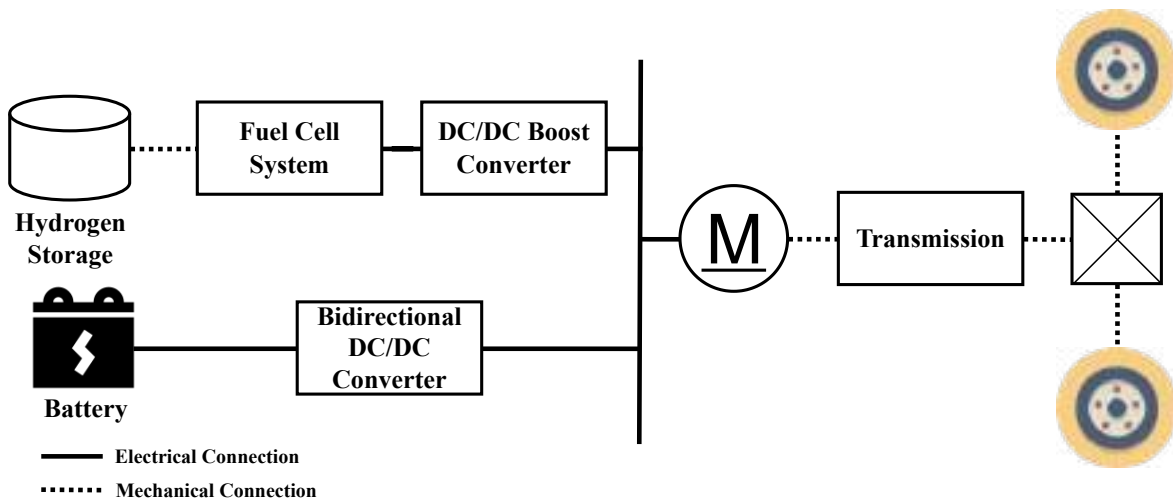 Fuel Cell
System
DC/DC Boost
Converter
Hydrogen
Storage
M
Transmission
Bidirectional
DC/DC
Converter
Battery
Electrical Connection
Mechanical Connection